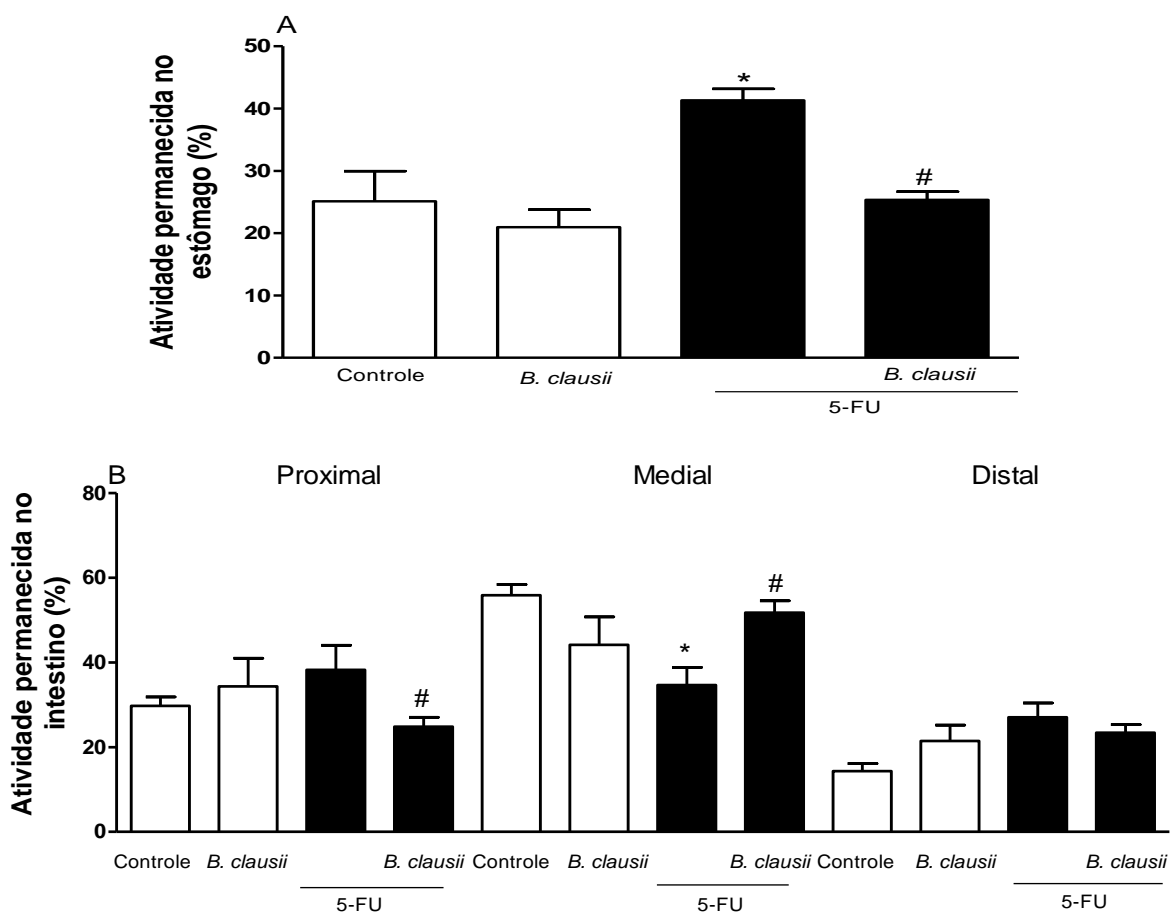 A
Atividade permanecida no
estômago (%)
50
40
30
20
10
0
*
#
Controle
B. clausii
B. clausii
5-FU
B
Proximal
Medial
Distal
Atividade permanecida no
intestino (%)
80
60
40
20
0
#
*
#
Controle
B. clausii
B. clausii
Controle
B. clausii
B. clausii
Controle
B. clausii
B. clausii
5-FU
5-FU
5-FU